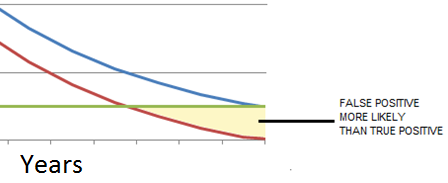 FALSE POSITIVE
MORE LIKELY
THAN TRUE POSITIVE
Years